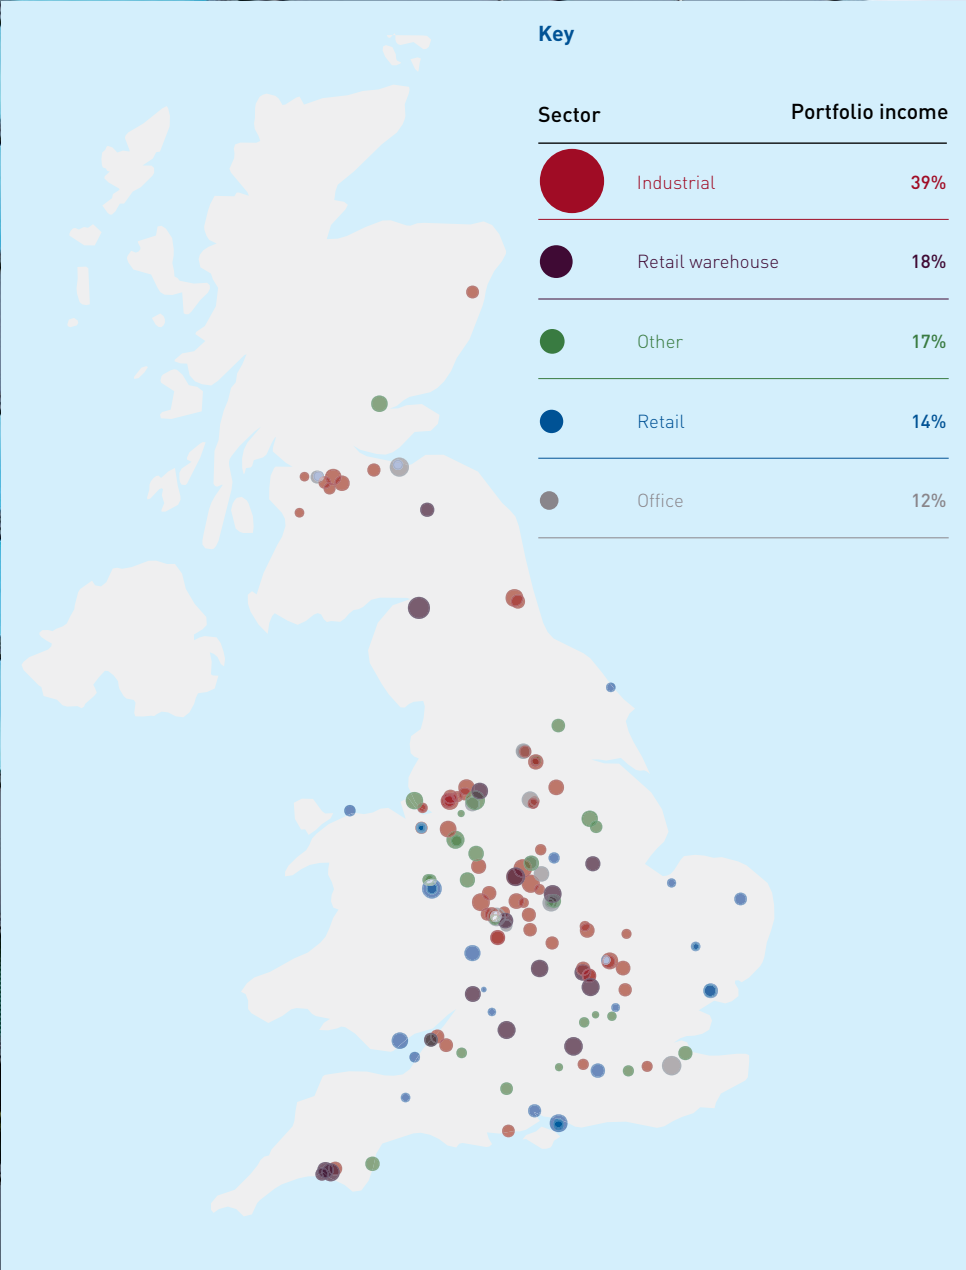 Key
Sector Portfolio income
Industrial 39%
Retail warehouse 18%
Other 17%
Retail 14%
Office 12%